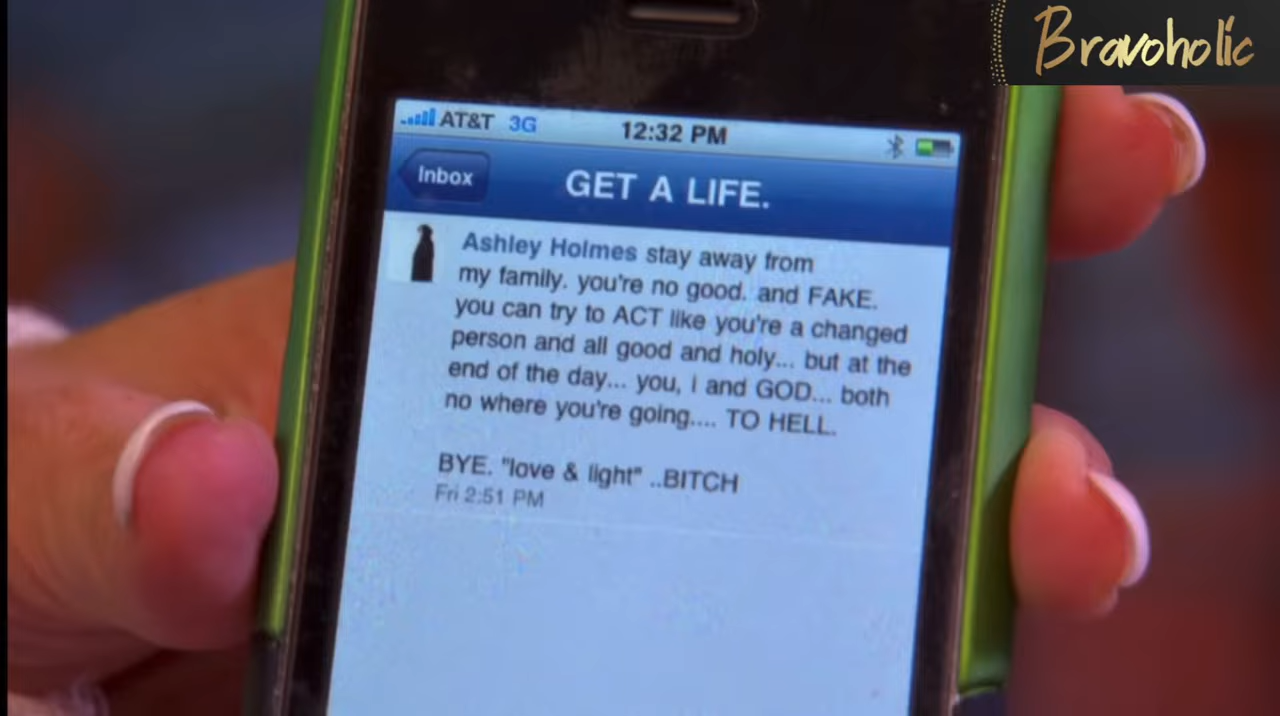 Bravoholic
AT&T 3G 12:32 PM
Inbox
GET A LIFE.
Ashley Holmes stay away from
my family. you're no good. and FAKE.
you can try to ACT like you're a changed
person and all good and holy... but at the
end of the day... you, i and GOD... both
no where you're going.... TO HELL.
BYE. "love & light" ..BITCH
Fri 2:51 PM